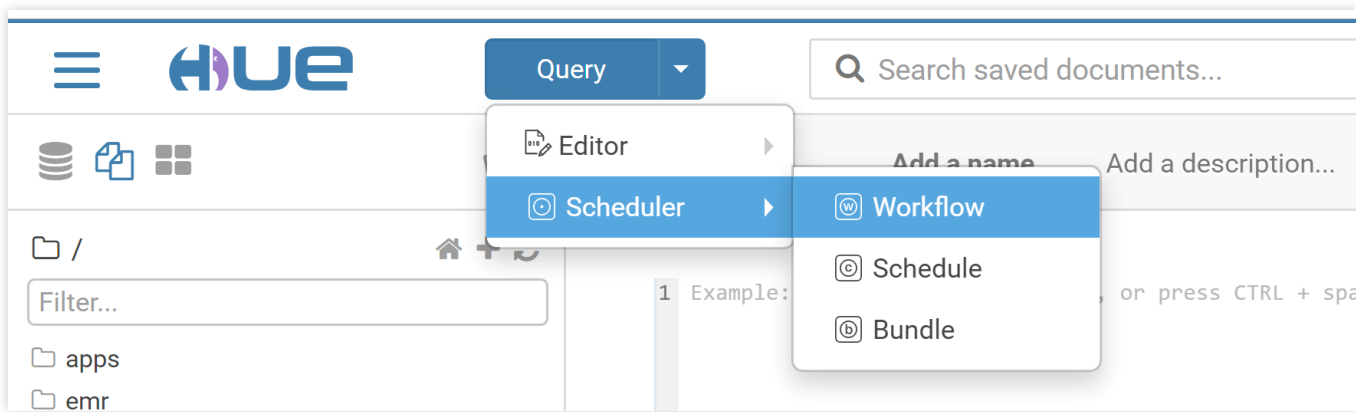 HUE
Query
Search saved documents...
Editor
Add a name
Add a description...
Scheduler
Workflow
/
Schedule
Filter...
1 Example: , or press CTRL + spa
Bundle
apps
emr